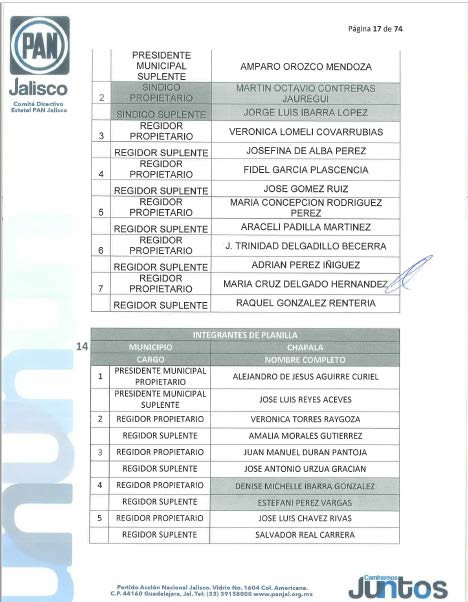 Página 17 de 74
PAN
Jalisco
Comité Directivo
Estatal PAN Jalisco
PRESIDENTE MUNICIPAL SUPLENTE AMPARO OROZCO MENDOZA
2 SINDICO PROPIETARIO MARTIN OCTAVIO CONTRERAS JAUREGUI
SINDICO SUPLENTE JORGE LUIS IBARRA LOPEZ
3 REGIDOR PROPIETARIO VERONICA LOMELI COVARRUBIAS
REGIDOR SUPLENTE JOSEFINA DE ALBA PEREZ
4 REGIDOR PROPIETARIO FIDEL GARCIA PLASCENCIA
REGIDOR SUPLENTE JOSE GOMEZ RUIZ
5 REGIDOR PROPIETARIO MARIA CONCEPCION RODRIGUEZ PEREZ
REGIDOR SUPLENTE ARACELI PADILLA MARTINEZ
6 REGIDOR PROPIETARIO J. TRINIDAD DELGADILLO BECERRA
REGIDOR SUPLENTE ADRIAN PEREZ IÑIGUEZ
7 REGIDOR PROPIETARIO MARIA CRUZ DELGADO HERNANDEZ
REGIDOR SUPLENTE RAQUEL GONZALEZ RENTERIA
14
INTEGRANTES DE PLANILLA
MUNICIPIO CHAPALA
CARGO NOMBRE COMPLETO
1 PRESIDENTE MUNICIPAL PROPIETARIO ALEJANDRO DE JESUS AGUIRRE CURIEL
PRESIDENTE MUNICIPAL SUPLENTE JOSE LUIS REYES ACEVES
2 REGIDOR PROPIETARIO VERONICA TORRES RAYGOZA
REGIDOR SUPLENTE AMALIA MORALES GUTIERREZ
3 REGIDOR PROPIETARIO JUAN MANUEL DURAN PANTOJA
REGIDOR SUPLENTE JOSE ANTONIO URZUA GRACIAN
4 REGIDOR PROPIETARIO DENISE MICHELLE IBARRA GONZALEZ
REGIDOR SUPLENTE ESTEFANI PEREZ VARGAS
5 REGIDOR PROPIETARIO JOSE LUIS CHAVEZ RIVAS
REGIDOR SUPLENTE SALVADOR REAL CARRERA
Partido Acción Nacional Jalisco. Vidrio No. 1604 Col. Americana.
C.P. 44160 Guadalajara, Jal. Tel: (33) 39158000 www.panjal.org.mx
Caminemos
Juntos